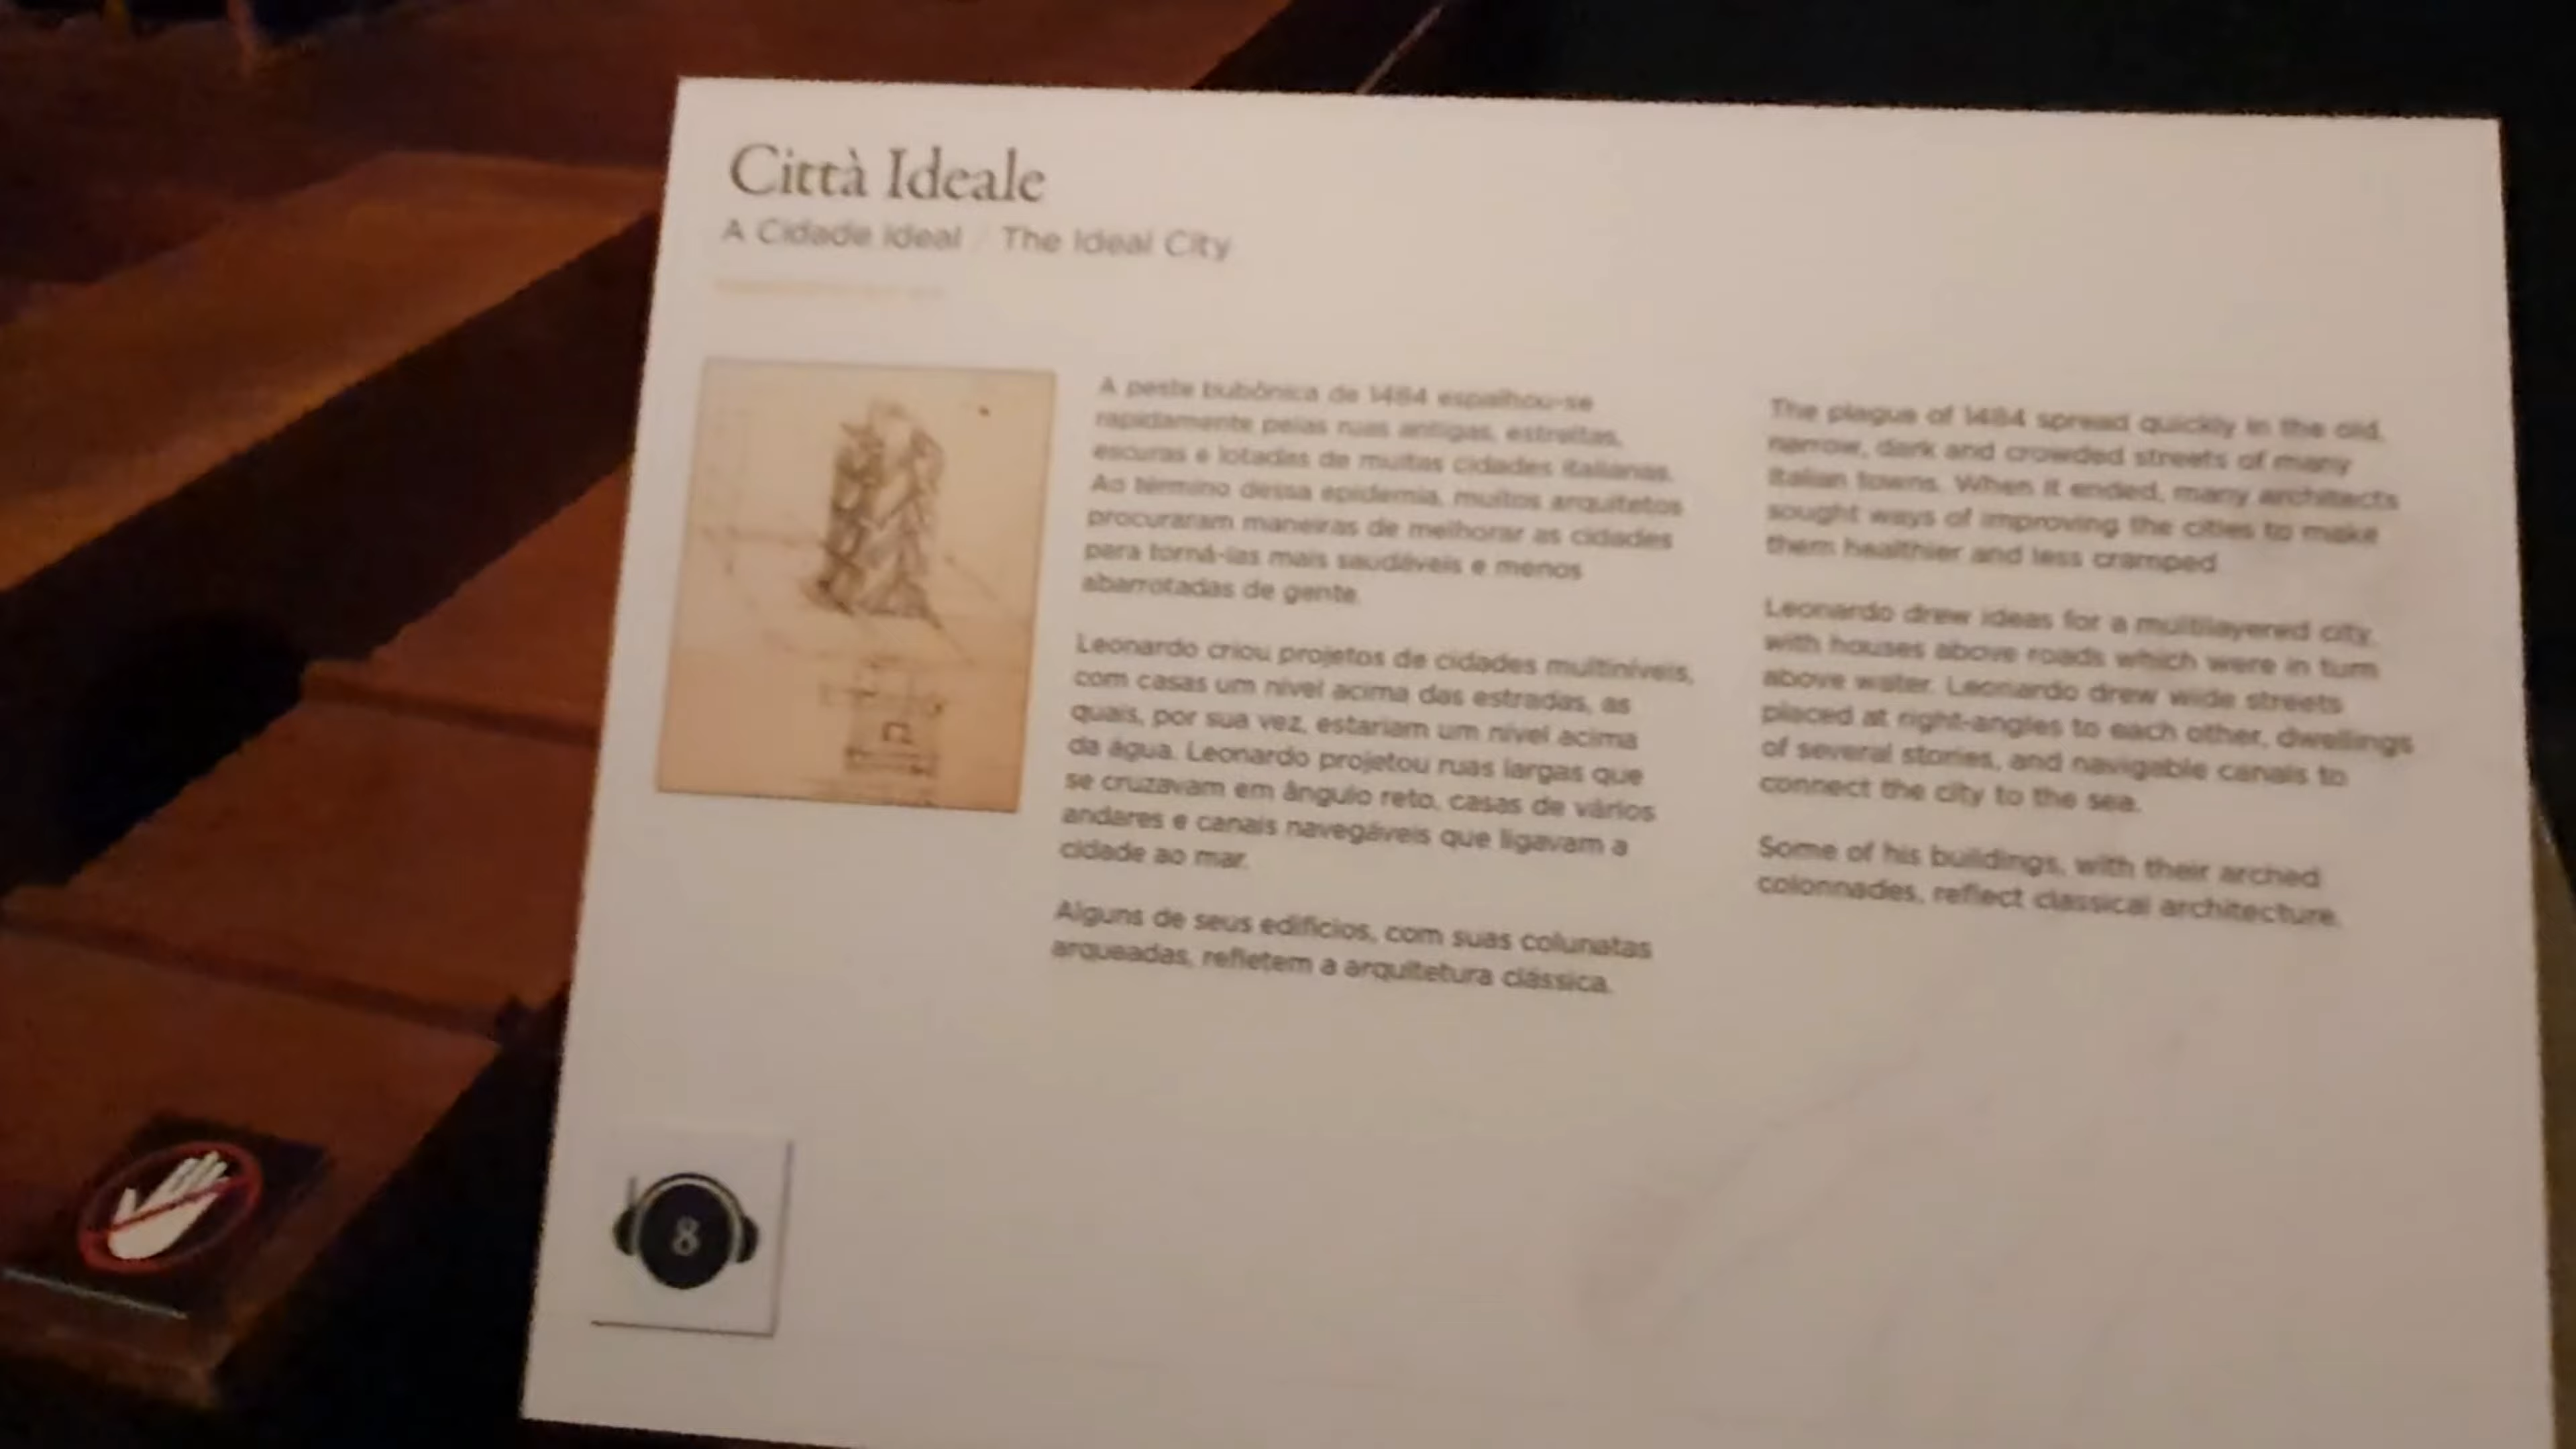 Città Ideale
A Cidade Ideal / The Ideal City
A peste bubônica de 1484 espalhou-se
rapidamente pelas ruas antigas, estreitas,
escuras e lotadas de muitas cidades italianas.
Ao término dessa epidemia, muitos arquitetos
procuraram maneiras de melhorar as cidades
para torná-las mais saudáveis e menos
abarrotadas de gente.
Leonardo criou projetos de cidades multiníveis,
com casas um nível acima das estradas, as
quais, por sua vez, estariam um nível acima
da água. Leonardo projetou ruas largas que
se cruzavam em ângulo reto, casas de vários
andares e canais navegáveis que ligavam a
cidade ao mar.
Alguns de seus edifícios, com suas colunatas
arqueadas, refletem a arquitetura clássica.
The plague of 1484 spread quickly in the old,
narrow, dark and crowded streets of many
Italian towns. When it ended, many architects
sought ways of improving the cities to make
them healthier and less cramped.
Leonardo drew ideas for a multilayered city,
with houses above roads which were in turn
above water. Leonardo drew wide streets
placed at right-angles to each other, dwellings
of several stories, and navigable canals to
connect the city to the sea.
Some of his buildings, with their arched
colonnades, reflect classical architecture.
8